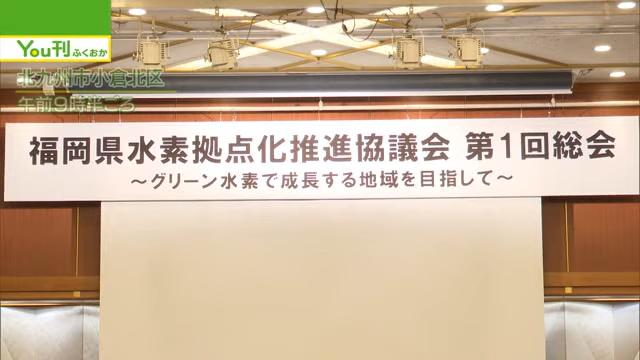 You刊
ふくおか
北九州市小倉北区
午前9時半ごろ
福岡県水素拠点化推進協議会 第1回総会
～グリーン水素で成長する地域を目指して～